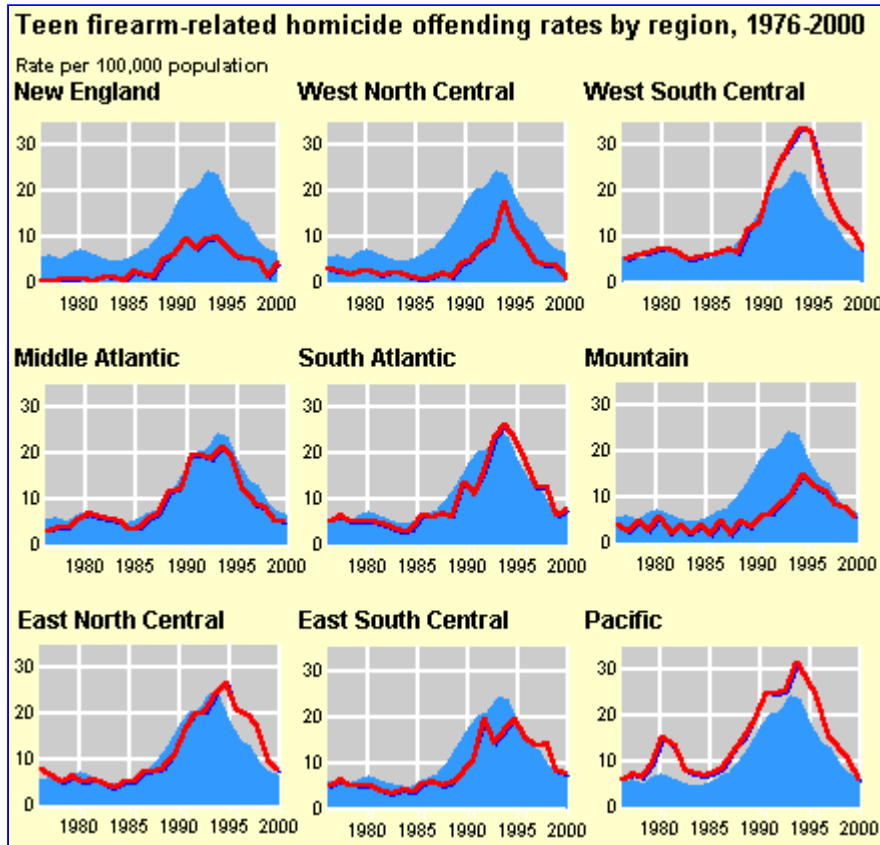 Teen firearm-related homicide offending rates by region, 1976-2000
Rate per 100,000 population
New England
West North Central
West South Central
30
20
10
0
1980 1985 1990 1995 2000
30
20
10
0
1980 1985 1990 1995 2000
30
20
10
0
1980 1985 1990 1995 2000
Middle Atlantic
South Atlantic
Mountain
30
20
10
0
1980 1985 1990 1995 2000
30
20
10
0
1980 1985 1990 1995 2000
30
20
10
0
1980 1985 1990 1995 2000
East North Central
East South Central
Pacific
30
20
10
0
1980 1985 1990 1995 2000
30
20
10
0
1980 1985 1990 1995 2000
30
20
10
0
1980 1985 1990 1995 2000